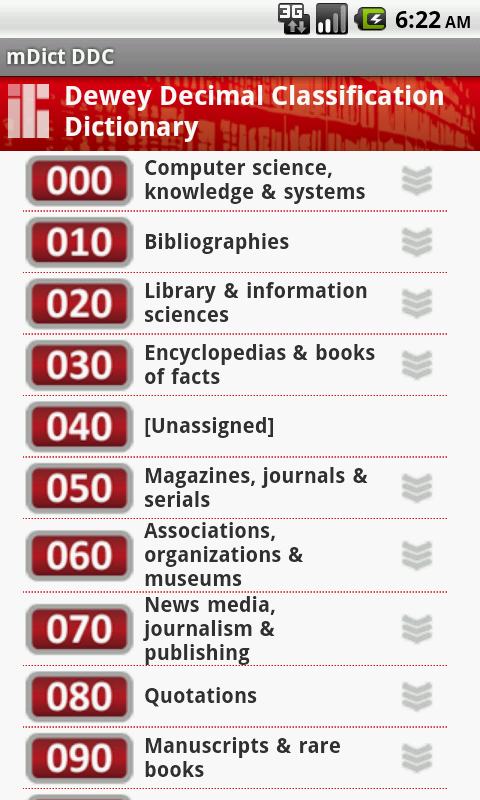 3G
6:22 AM
mDict DDC
Dewey Decimal Classification
Dictionary
000
Computer science,
knowledge & systems
010
Bibliographies
020
Library & information
sciences
030
Encyclopedias & books
of facts
040
[Unassigned]
050
Magazines, journals &
serials
060
Associations,
organizations &
museums
070
News media,
journalism &
publishing
080
Quotations
090
Manuscripts & rare
books